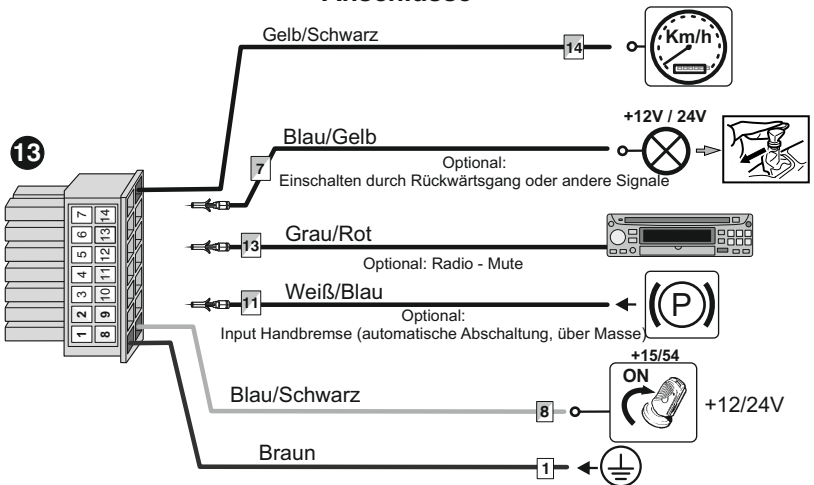 Gelb/Schwarz
14
Km/h
13
Blau/Gelb
7
+12V / 24V
Optional:
Einschalten durch Rückwärtsgang oder andere Signale
7 14
6 13
5 12
4 11
3 10
2 9
1 8
13
Grau/Rot
Optional: Radio - Mute
11
Weiß/Blau
(P)
Optional:
Input Handbremse (automatische Abschaltung, über Masse)
+15/54
ON
Blau/Schwarz
8
+12/24V
Braun
1